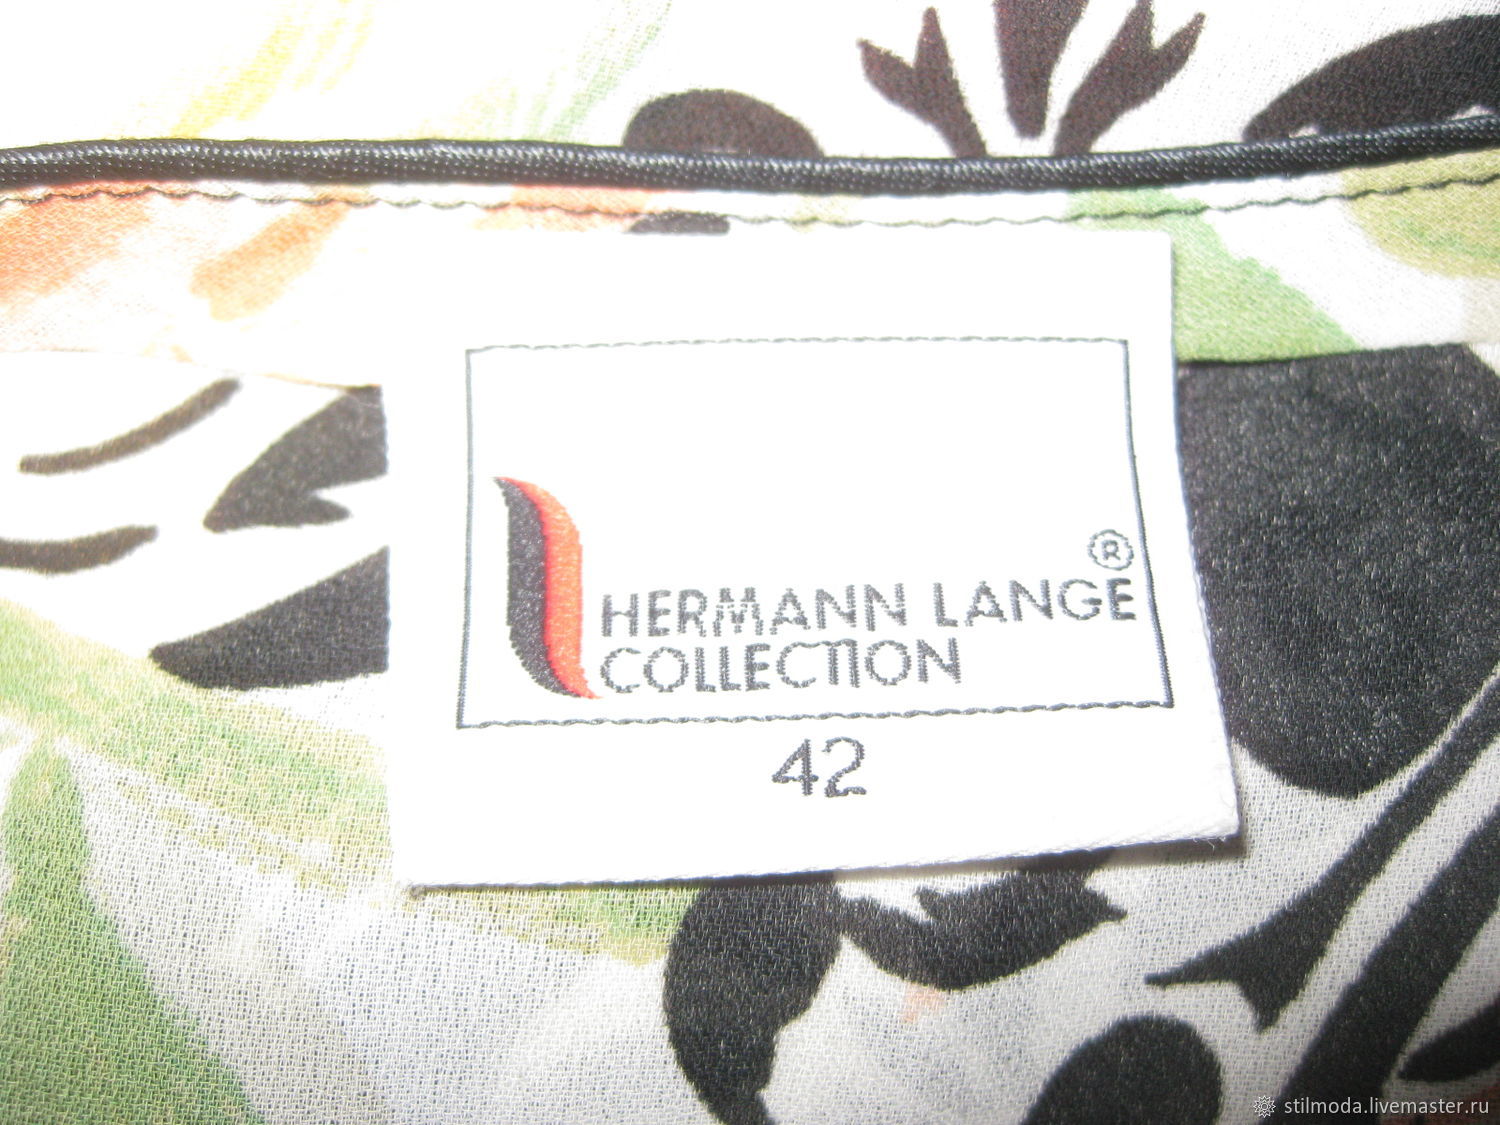 ®
HERMANN LANGE
COLLECTION
42
stilmoda.livemaster.ru